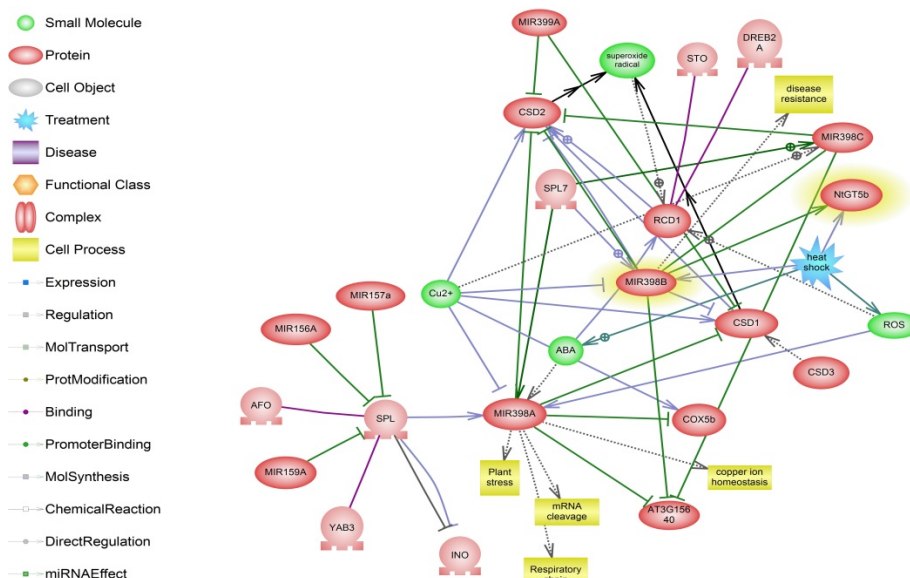 Small Molecule
Protein
Cell Object
Treatment
Disease
Functional Class
Complex
Cell Process
Expression
Regulation
MolTransport
ProtModification
Binding
PromoterBinding
MolSynthesis
ChemicalReaction
DirectRegulation
miRNAEffect
MIR399A
DREB2
A
STO
superoxide
radical
disease
resistance
CSD2
MIR398C
SPL7
NtGT5b
RCD1
heat
shock
MIR398B
Cu2+
MIR157a
MIR156A
CSD1
ROS
ABA
CSD3
AFO
SPL
MIR398A
COX5b
MIR159A
Plant
stress
copper ion
homeostasis
mRNA
cleavage
AT3G156
40
YAB3
INO
Respiratory